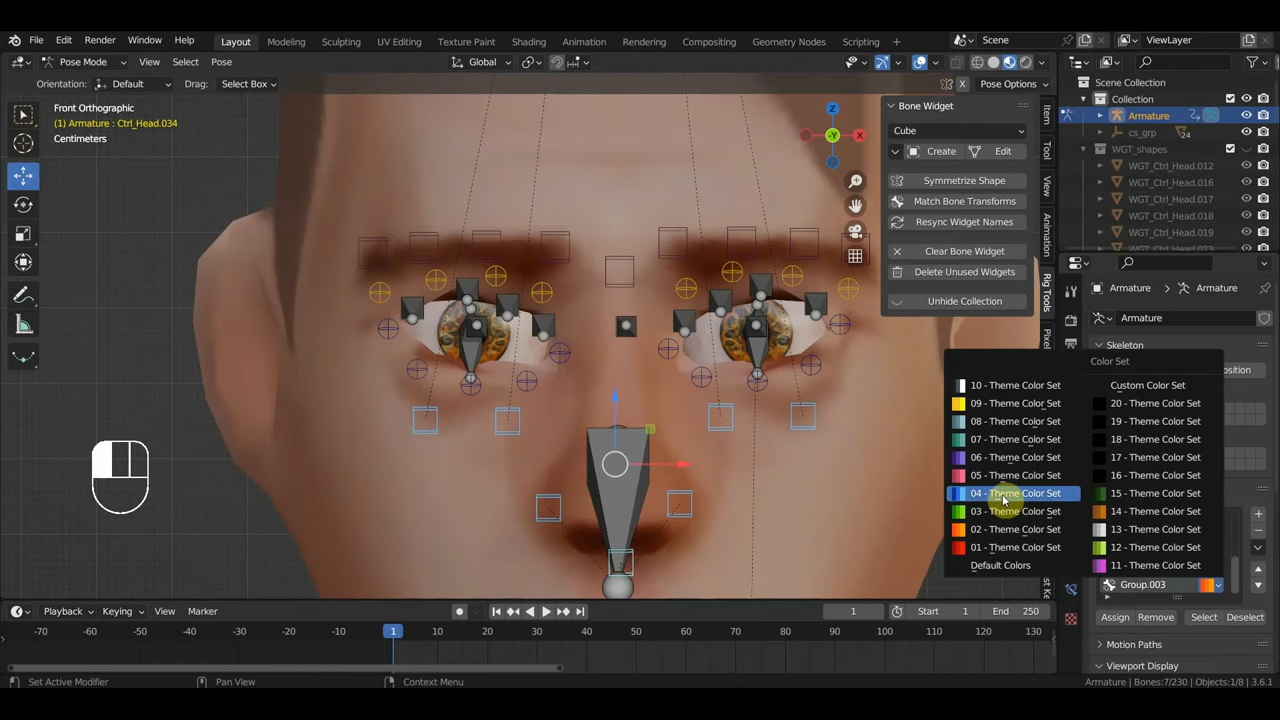 File Edit Render Window Help Layout Modeling Sculpting UV Editing Texture Paint Shading Animation Rendering Compositing Geometry Nodes Scripting + Scene ViewLayer
Pose Mode View Select Pose Global
Orientation: Default Drag: Select Box X Pose Options
Front Orthographic
(1) Armature : Ctrl_Head.034
Centimeters
Z
X
-Y
Bone Widget
Cube
Create Edit
Symmetrize Shape
Match Bone Transforms
Resync Widget Names
Clear Bone Widget
Delete Unused Widgets
Unhide Collection
Item
Tool
View
Animation
Rig Tools
Scene Collection
Collection
Armature
cs_grp 24
WGT_shapes
WGT_Ctrl_Head.012
WGT_Ctrl_Head.016
WGT_Ctrl_Head.017
WGT_Ctrl_Head.018
WGT_Ctrl_Head.019
WGT_Ctrl_Head.023
Armature Armature
Armature
Skeleton
Color Set
10 - Theme Color Set Custom Color Set
09 - Theme Color Set 20 - Theme Color Set
08 - Theme Color Set 19 - Theme Color Set
07 - Theme Color Set 18 - Theme Color Set
06 - Theme Color Set 17 - Theme Color Set
05 - Theme Color Set 16 - Theme Color Set
04 - Theme Color Set 15 - Theme Color Set
03 - Theme Color Set 14 - Theme Color Set
02 - Theme Color Set 13 - Theme Color Set
01 - Theme Color Set 12 - Theme Color Set
Default Colors 11 - Theme Color Set
Group.003
Assign Remove Select Deselect
Motion Paths
Viewport Display
Playback Keying View Marker 1 Start 1 End 250
-70 -60 -50 -40 -30 -20 -10 1 10 20 30 40 50 60 70 80 90 100 110 120 130
Set Active Modifier Pan View Context Menu Armature | Bones:7/230 | Objects:1/8 | 3.6.1